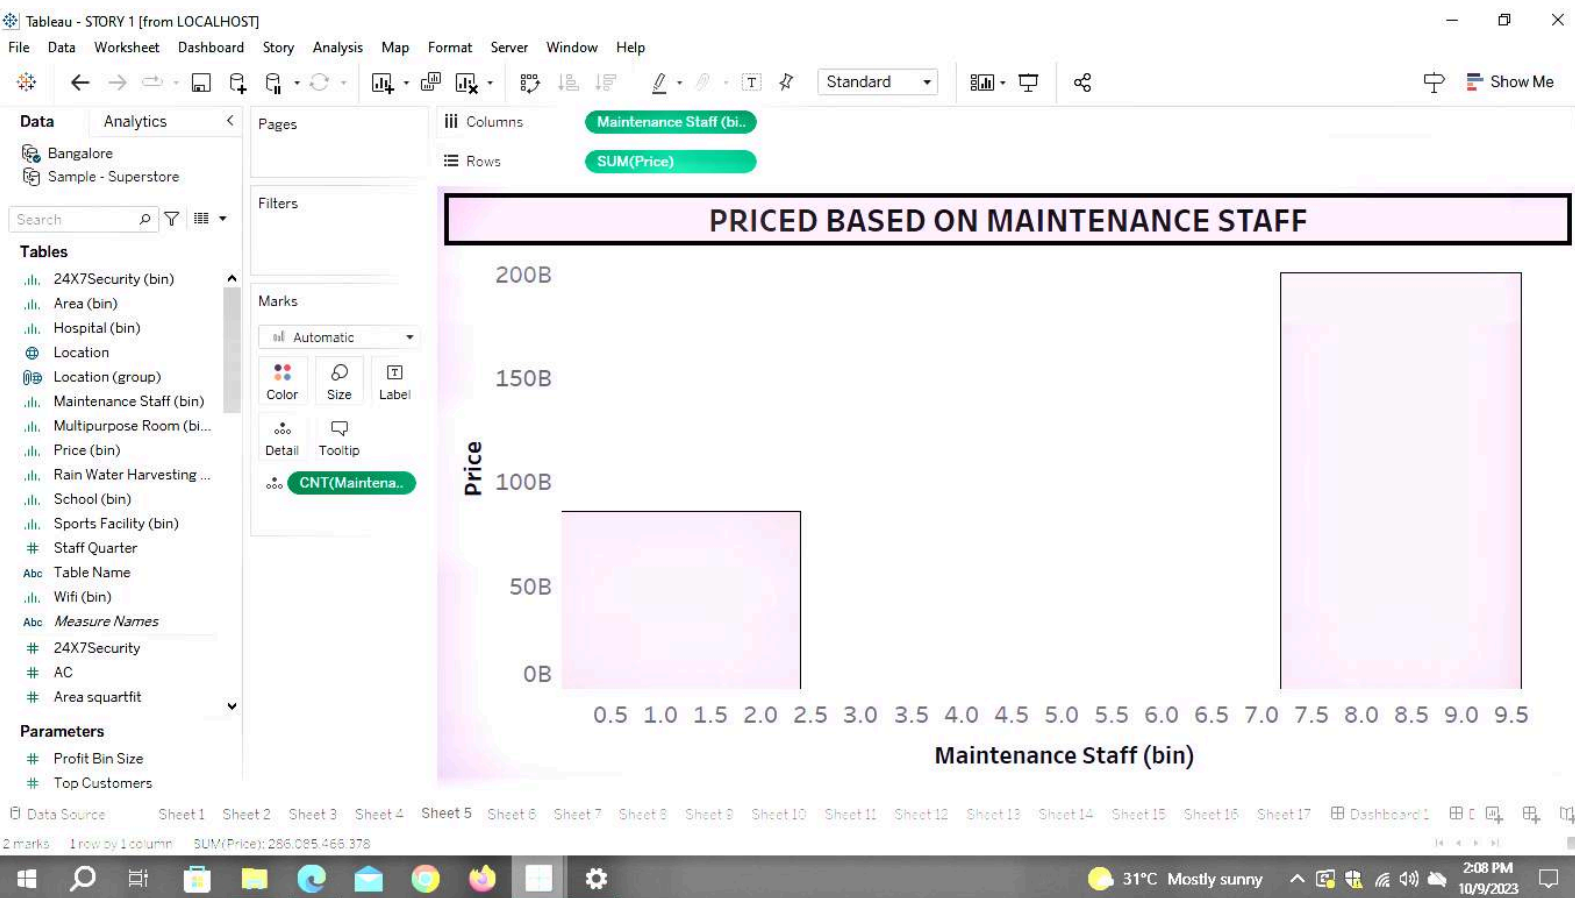 Tableau - STORY 1 [from LOCALHOST]
File Data Worksheet Dashboard Story Analysis Map Format Server Window Help
Standard
Show Me
Data Analytics
Bangalore
Sample - Superstore
Search
Tables
24X7Security (bin)
Area (bin)
Hospital (bin)
Location
Location (group)
Maintenance Staff (bin)
Multipurpose Room (bi...
Price (bin)
Rain Water Harvesting ...
School (bin)
Sports Facility (bin)
# Staff Quarter
Abc Table Name
Wifi (bin)
Abc Measure Names
# 24X7Security
# AC
# Area squartfit
Parameters
# Profit Bin Size
# Top Customers
Pages
Filters
Marks
Automatic
Color Size Label
Detail Tooltip
CNT(Maintena..
Columns Maintenance Staff (bi..
Rows SUM(Price)
PRICED BASED ON MAINTENANCE STAFF
Price
200B
150B
100B
50B
0B
0.5 1.0 1.5 2.0 2.5 3.0 3.5 4.0 4.5 5.0 5.5 6.0 6.5 7.0 7.5 8.0 8.5 9.0 9.5
Maintenance Staff (bin)
Data Source Sheet 1 Sheet 2 Sheet 3 Sheet 4 Sheet 5 Sheet 6 Sheet 7 Sheet 8 Sheet 9 Sheet 10 Sheet 11 Sheet 12 Sheet 13 Sheet 14 Sheet 15 Sheet 16 Sheet 17 Dashboard 1
2 marks 1 row by 1 column SUM(Price): 286,085,466,378
31°C Mostly sunny
2:08 PM
10/9/2023